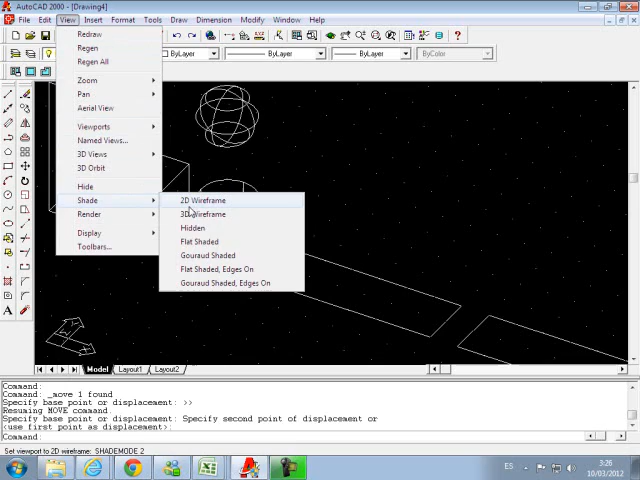 AutoCAD 2000 - [Drawing4]
File Edit View Insert Format Tools Draw Dimension Modify Window Help
ByLayer ByLayer ByLayer ByColor
Redraw
Regen
Regen All
Zoom
Pan
Aerial View
Viewports
Named Views...
3D Views
3D Orbit
Hide
Shade
Render
Display
Toolbars...
2D Wireframe
3D Wireframe
Hidden
Flat Shaded
Gouraud Shaded
Flat Shaded, Edges On
Gouraud Shaded, Edges On
Model Layout1 Layout2
Command:
Command: _move 1 found
Specify base point or displacement: >>
Resuming MOVE command.
Specify base point or displacement: Specify second point of displacement or
<use first point as displacement>:
Command:
Set viewport to 2D wireframe: SHADEMODE 2
ES 3:26
10/03/2012